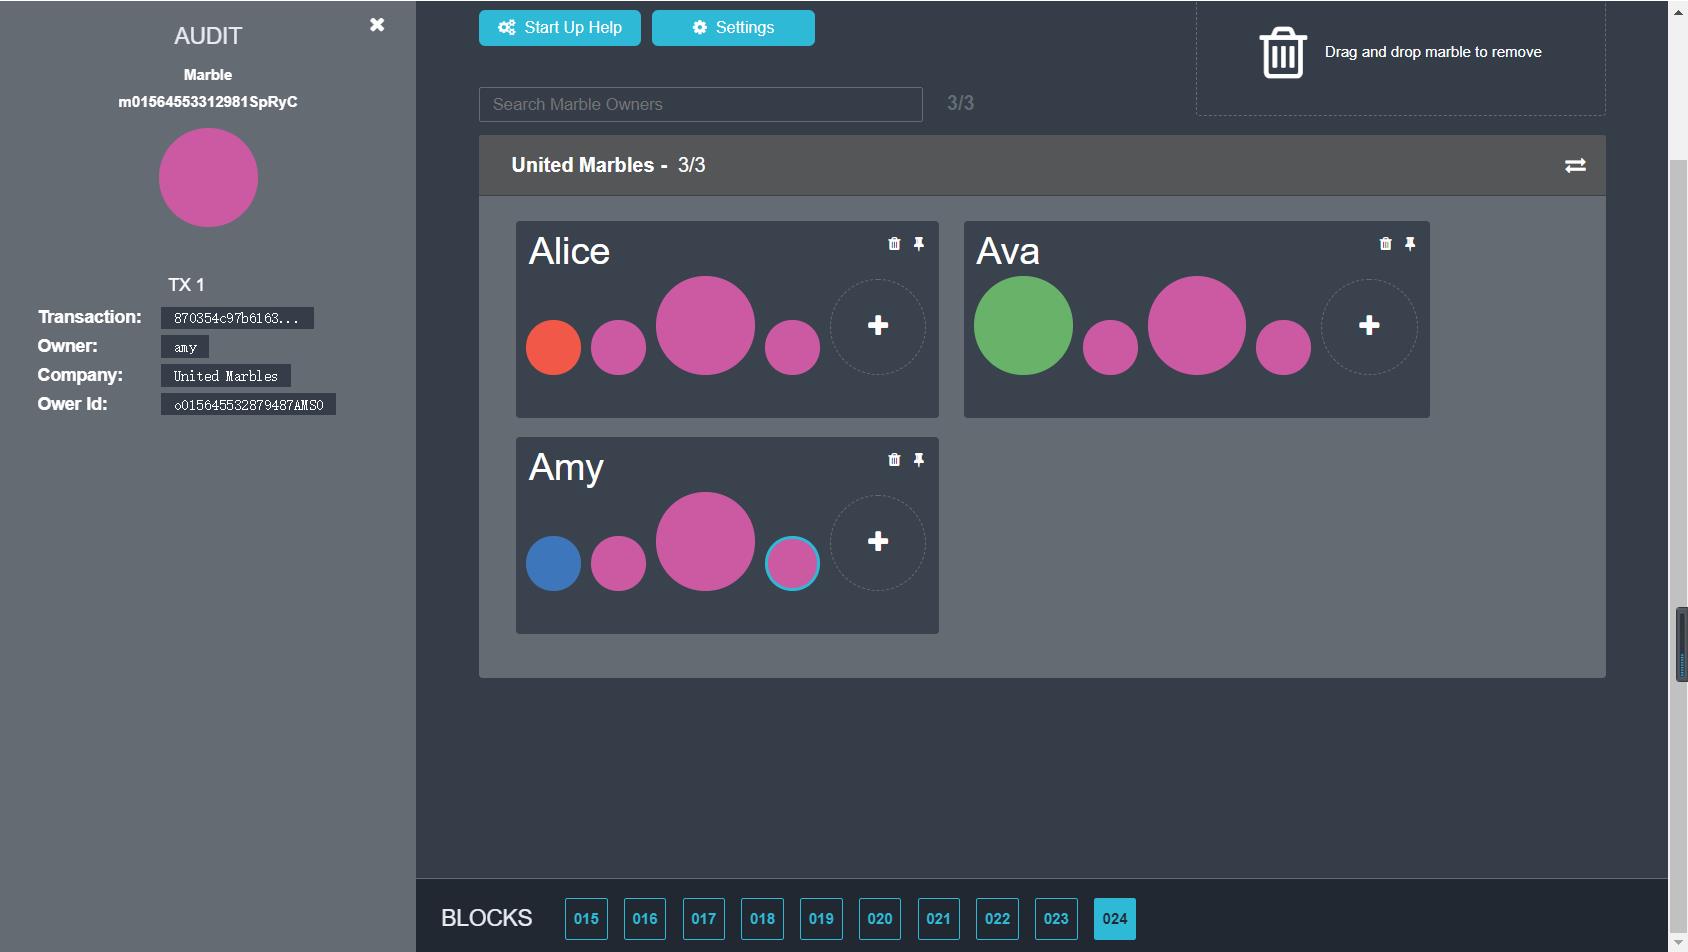 AUDIT
Marble
m01564553312981SpRyC
TX 1
Transaction: 870354c97b6163...
Owner: amy
Company: United Marbles
Ower Id: o015645532879487AMS0
Start Up Help
Settings
Drag and drop marble to remove
Search Marble Owners
3/3
United Marbles - 3/3
Alice
Ava
Amy
BLOCKS 015 016 017 018 019 020 021 022 023 024